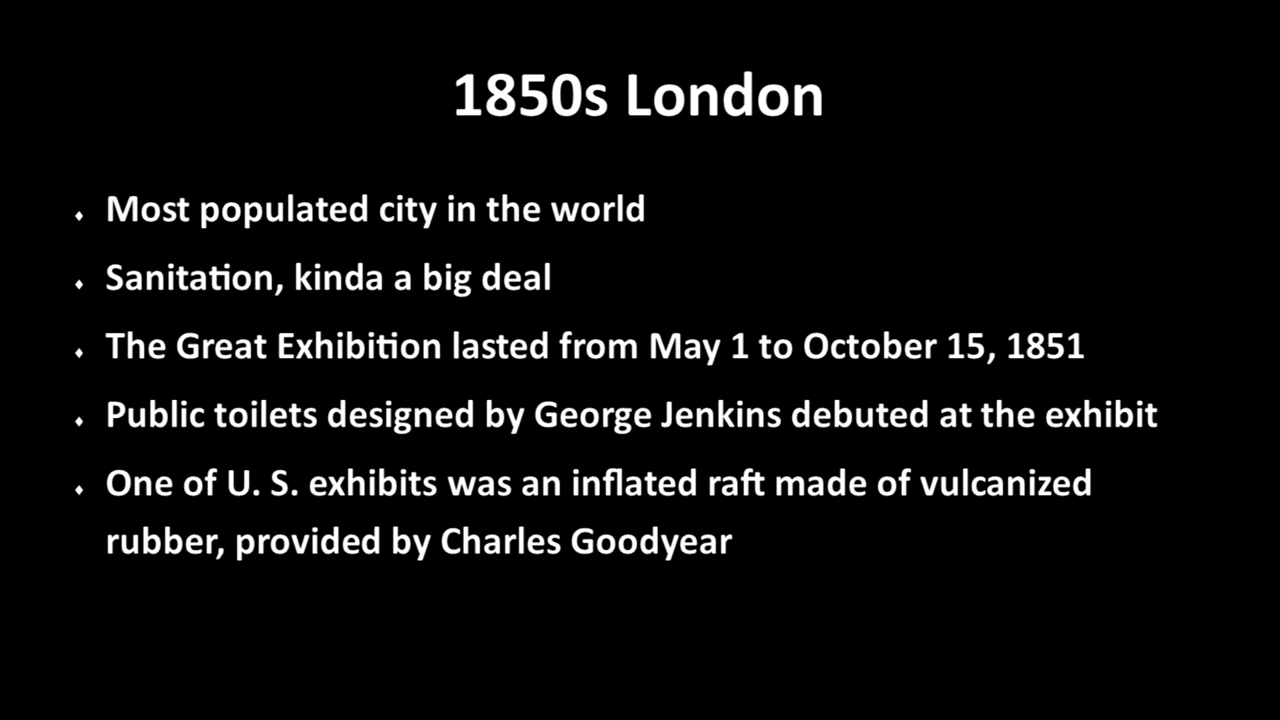 1850s London
Most populated city in the world
Sanitation, kinda a big deal
The Great Exhibition lasted from May 1 to October 15, 1851
Public toilets designed by George Jenkins debuted at the exhibit
One of U. S. exhibits was an inflated raft made of vulcanized
rubber, provided by Charles Goodyear